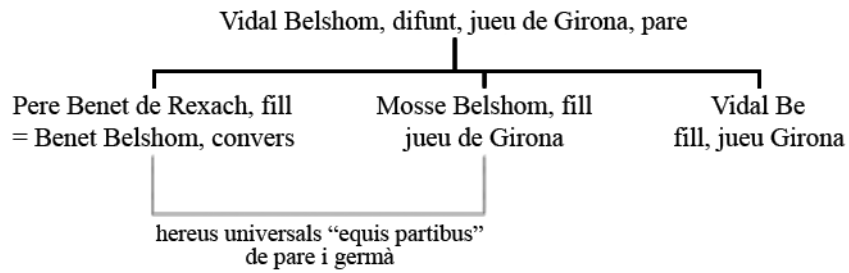 Vidal Belshom, difunt, jueu de Girona, pare
Pere Benet de Rexach, fill
= Benet Belshom, convers
Mosse Belshom, fill
jueu de Girona
Vidal Be
fill, jueu Girona
hereus universals “equis partibus”
de pare i germà